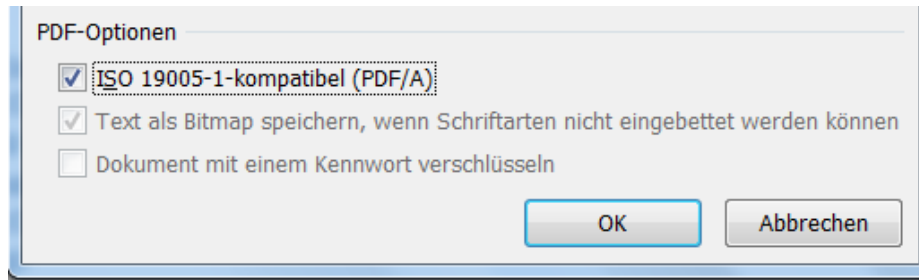 PDF-Optionen
ISO 19005-1-kompatibel (PDF/A)
Text als Bitmap speichern, wenn Schriftarten nicht eingebettet werden können
Dokument mit einem Kennwort verschlüsseln
OK Abbrechen